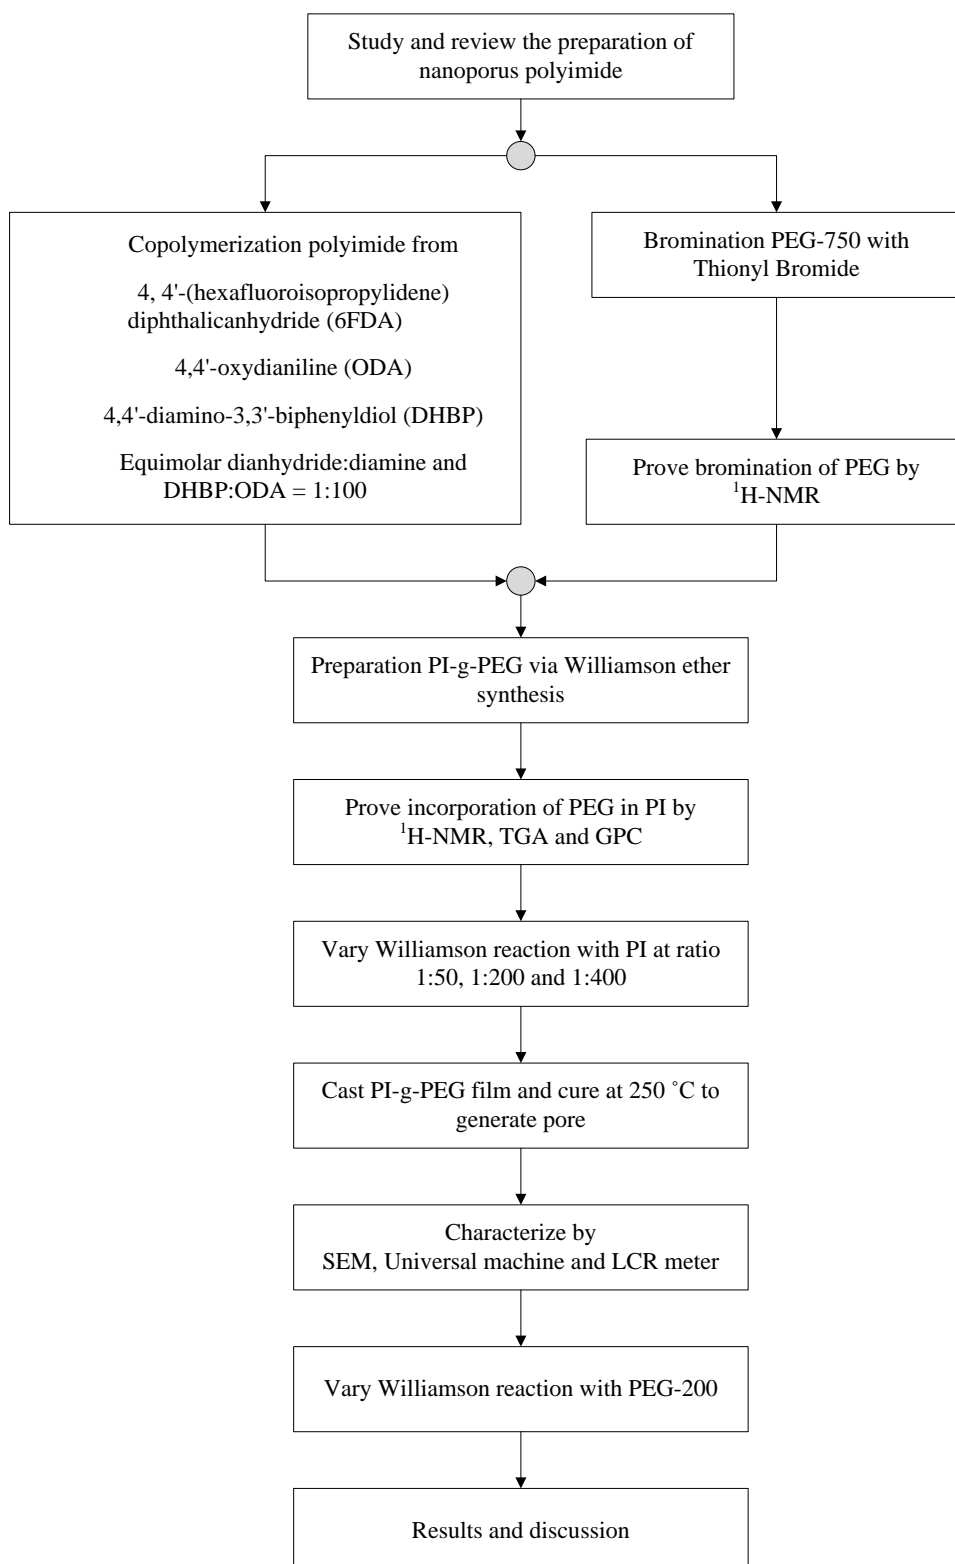 Study and review the preparation of
nanoporus polyimide
Copolymerization polyimide from
4, 4'-(hexafluoroisopropylidene)
diphthalicanhydride (6FDA)
4,4'-oxydianiline (ODA)
4,4'-diamino-3,3'-biphenyldiol (DHBP)
Equimolar dianhydride:diamine and
DHBP:ODA = 1:100
Bromination PEG-750 with
Thionyl Bromide
Prove bromination of PEG by
¹H-NMR
Preparation PI-g-PEG via Williamson ether
synthesis
Prove incorporation of PEG in PI by
¹H-NMR, TGA and GPC
Vary Williamson reaction with PI at ratio
1:50, 1:200 and 1:400
Cast PI-g-PEG film and cure at 250 ˚C to
generate pore
Characterize by
SEM, Universal machine and LCR meter
Vary Williamson reaction with PEG-200
Results and discussion